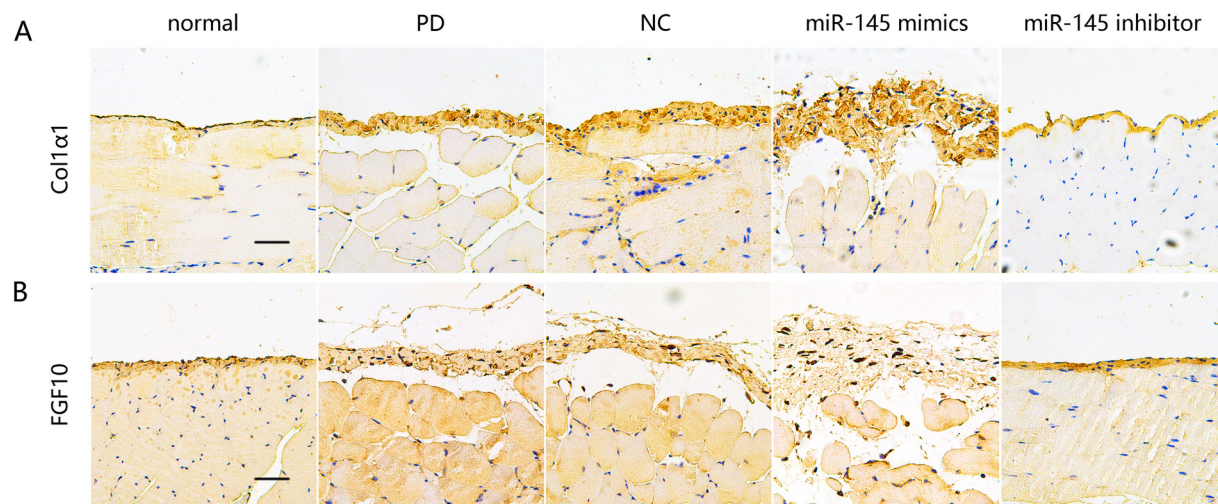 A
normal
PD
NC
miR-145 mimics
miR-145 inhibitor
Col1α1
B
FGF10